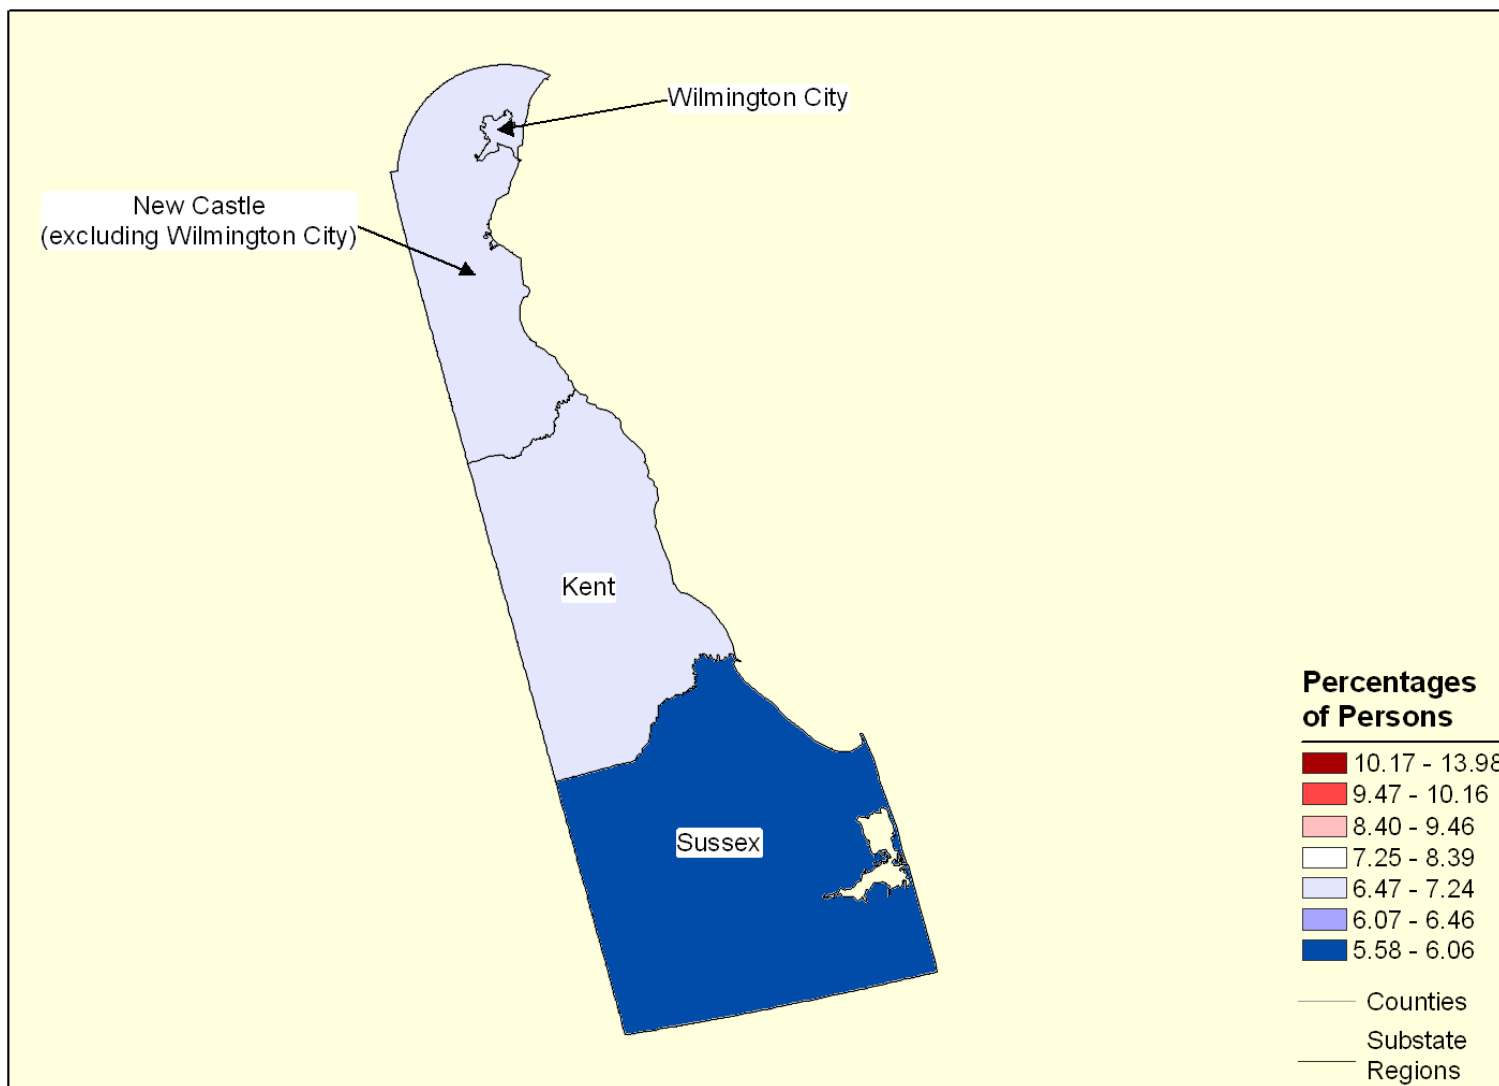 Wilmington City
New Castle
(excluding Wilmington City)
Kent
Sussex
Percentages
of Persons
10.17 - 13.98
9.47 - 10.16
8.40 - 9.46
7.25 - 8.39
6.47 - 7.24
6.07 - 6.46
5.58 - 6.06
Counties
Substate
Regions